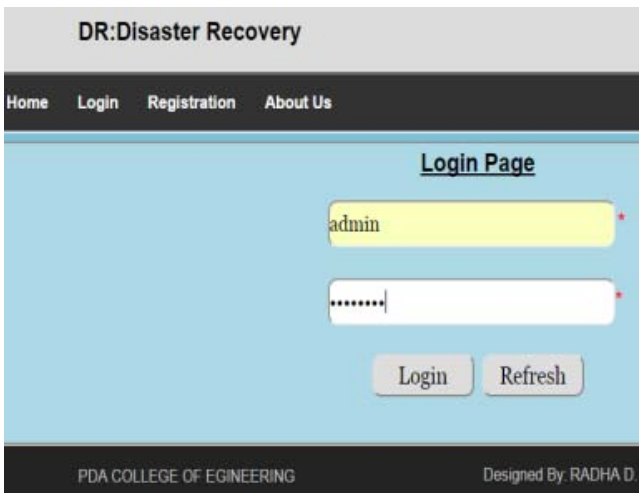 DR:Disaster Recovery
Home Login Registration About Us
Login Page
admin *
•••••••• *
Login Refresh
PDA COLLEGE OF EGINEERING Designed By: RADHA D.